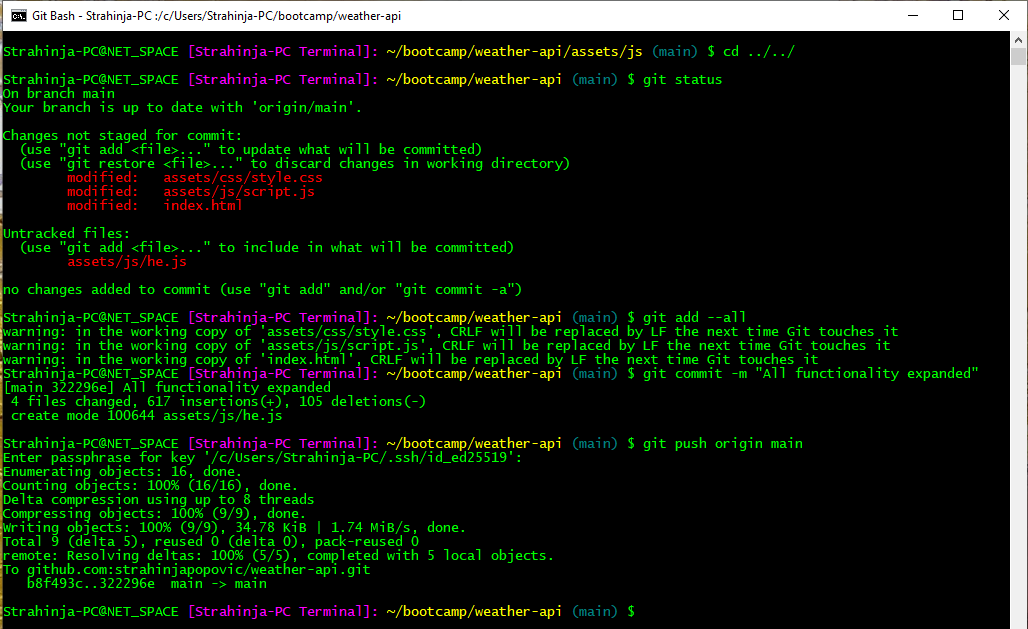 Git Bash - Strahinja-PC :/c/Users/Strahinja-PC/bootcamp/weather-api
Strahinja-PC@NET_SPACE [Strahinja-PC Terminal]: ~/bootcamp/weather-api/assets/js (main) $ cd ../../
Strahinja-PC@NET_SPACE [Strahinja-PC Terminal]: ~/bootcamp/weather-api (main) $ git status
On branch main
Your branch is up to date with 'origin/main'.
Changes not staged for commit:
(use "git add <file>..." to update what will be committed)
(use "git restore <file>..." to discard changes in working directory)
modified: assets/css/style.css
modified: assets/js/script.js
modified: index.html
Untracked files:
(use "git add <file>..." to include in what will be committed)
assets/js/he.js
no changes added to commit (use "git add" and/or "git commit -a")
Strahinja-PC@NET_SPACE [Strahinja-PC Terminal]: ~/bootcamp/weather-api (main) $ git add --all
warning: in the working copy of 'assets/css/style.css', CRLF will be replaced by LF the next time Git touches it
warning: in the working copy of 'assets/js/script.js', CRLF will be replaced by LF the next time Git touches it
warning: in the working copy of 'index.html', CRLF will be replaced by LF the next time Git touches it
Strahinja-PC@NET_SPACE [Strahinja-PC Terminal]: ~/bootcamp/weather-api (main) $ git commit -m "All functionality expanded"
[main 322296e] All functionality expanded
4 files changed, 617 insertions(+), 105 deletions(-)
create mode 100644 assets/js/he.js
Strahinja-PC@NET_SPACE [Strahinja-PC Terminal]: ~/bootcamp/weather-api (main) $ git push origin main
Enter passphrase for key '/c/Users/Strahinja-PC/.ssh/id_ed25519':
Enumerating objects: 16, done.
Counting objects: 100% (16/16), done.
Delta compression using up to 8 threads
Compressing objects: 100% (9/9), done.
Writing objects: 100% (9/9), 34.78 KiB | 1.74 MiB/s, done.
Total 9 (delta 5), reused 0 (delta 0), pack-reused 0
remote: Resolving deltas: 100% (5/5), completed with 5 local objects.
To github.com:strahinjapopovic/weather-api.git
b8f493c..322296e main -> main
Strahinja-PC@NET_SPACE [Strahinja-PC Terminal]: ~/bootcamp/weather-api (main) $